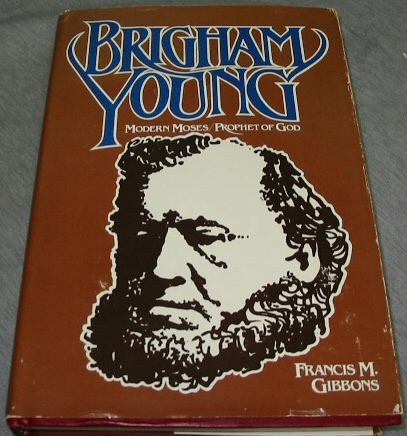 BRIGHAM
YOUNG
MODERN MOSES/PROPHET OF GOD
FRANCIS M.
GIBBONS